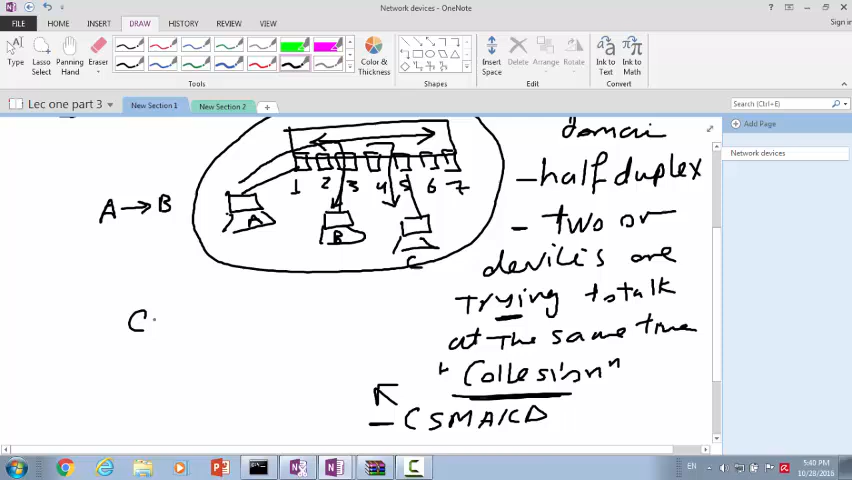 Network devices - OneNote
Sign in
FILE HOME INSERT DRAW HISTORY REVIEW VIEW
Type
Lasso Select
Panning Hand
Eraser
Color & Thickness
Insert Space
Delete
Arrange
Rotate
Ink to Text
Ink to Math
Tools
Shapes
Edit
Convert
Lec one part 3
New Section 1
New Section 2
Search (Ctrl+E)
Add Page
Network devices
1 2 3 4 5 6 7
A
B
C
A → B
C
domain
- half duplex
- two or
devices are
trying to talk
at the same time
" Collesion "
- CSMA/CD
EN
5:40 PM
10/28/2016